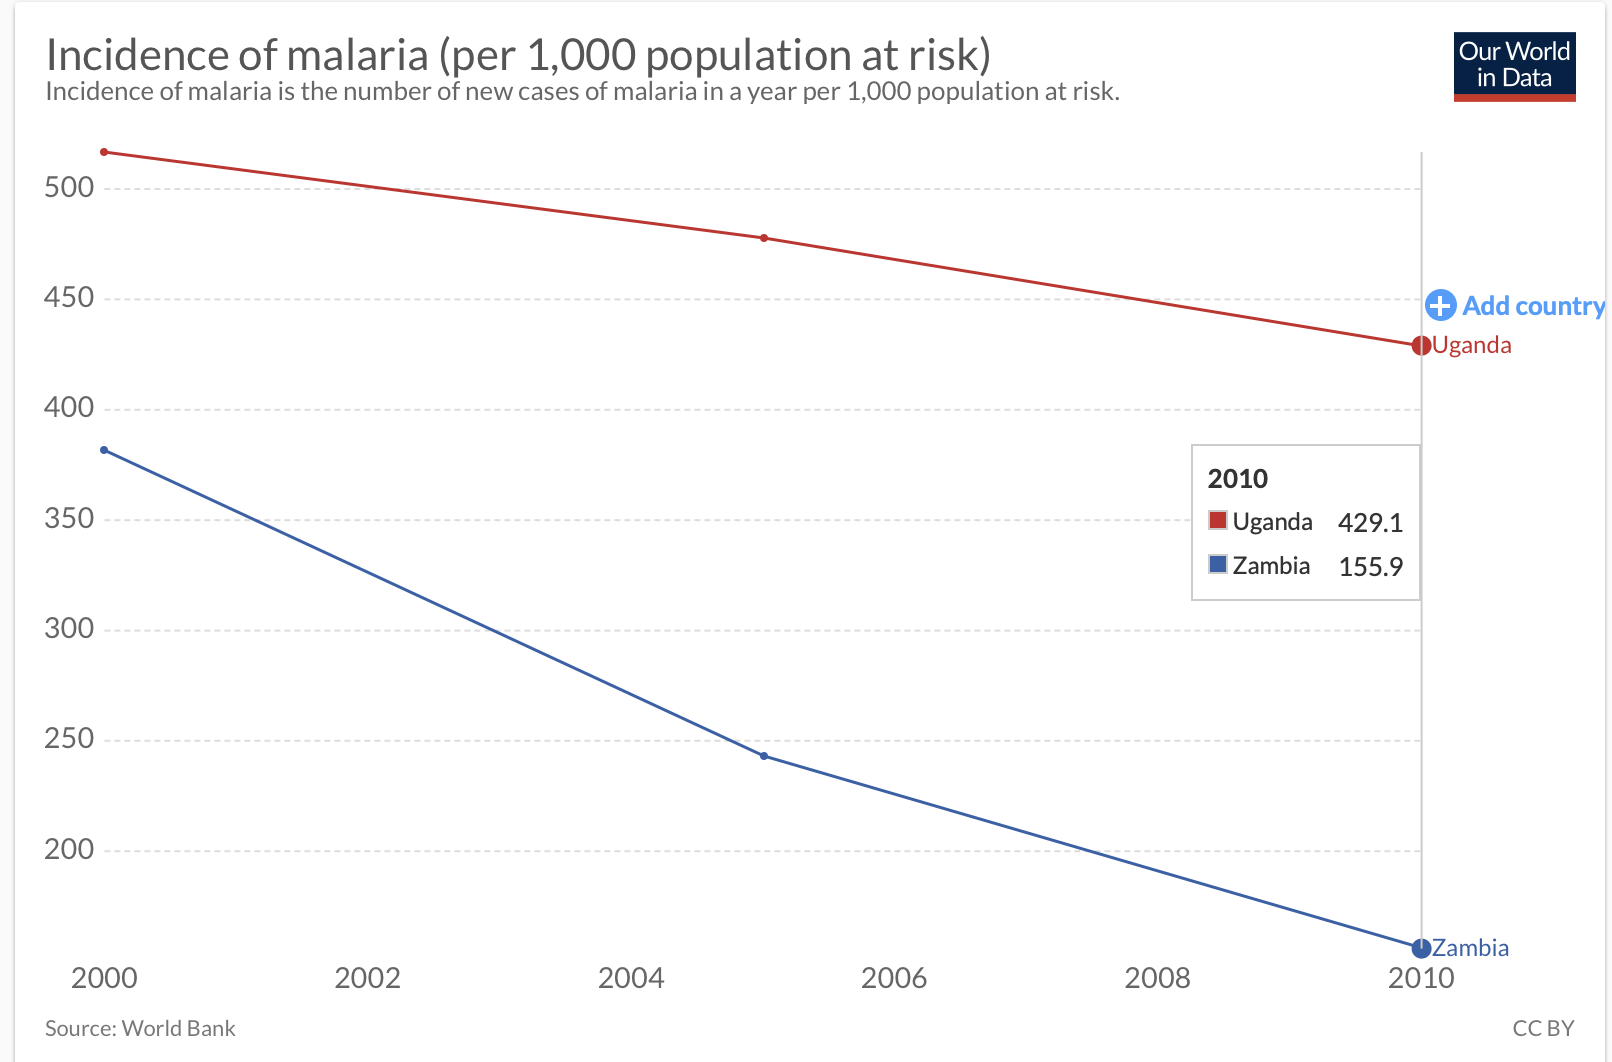 Incidence of malaria (per 1,000 population at risk)
Incidence of malaria is the number of new cases of malaria in a year per 1,000 population at risk.
Our World
in Data
500
450
400
350
300
250
200
Add country
Uganda
2010
Uganda 429.1
Zambia 155.9
Zambia
2000 2002 2004 2006 2008 2010
Source: World Bank
CC BY